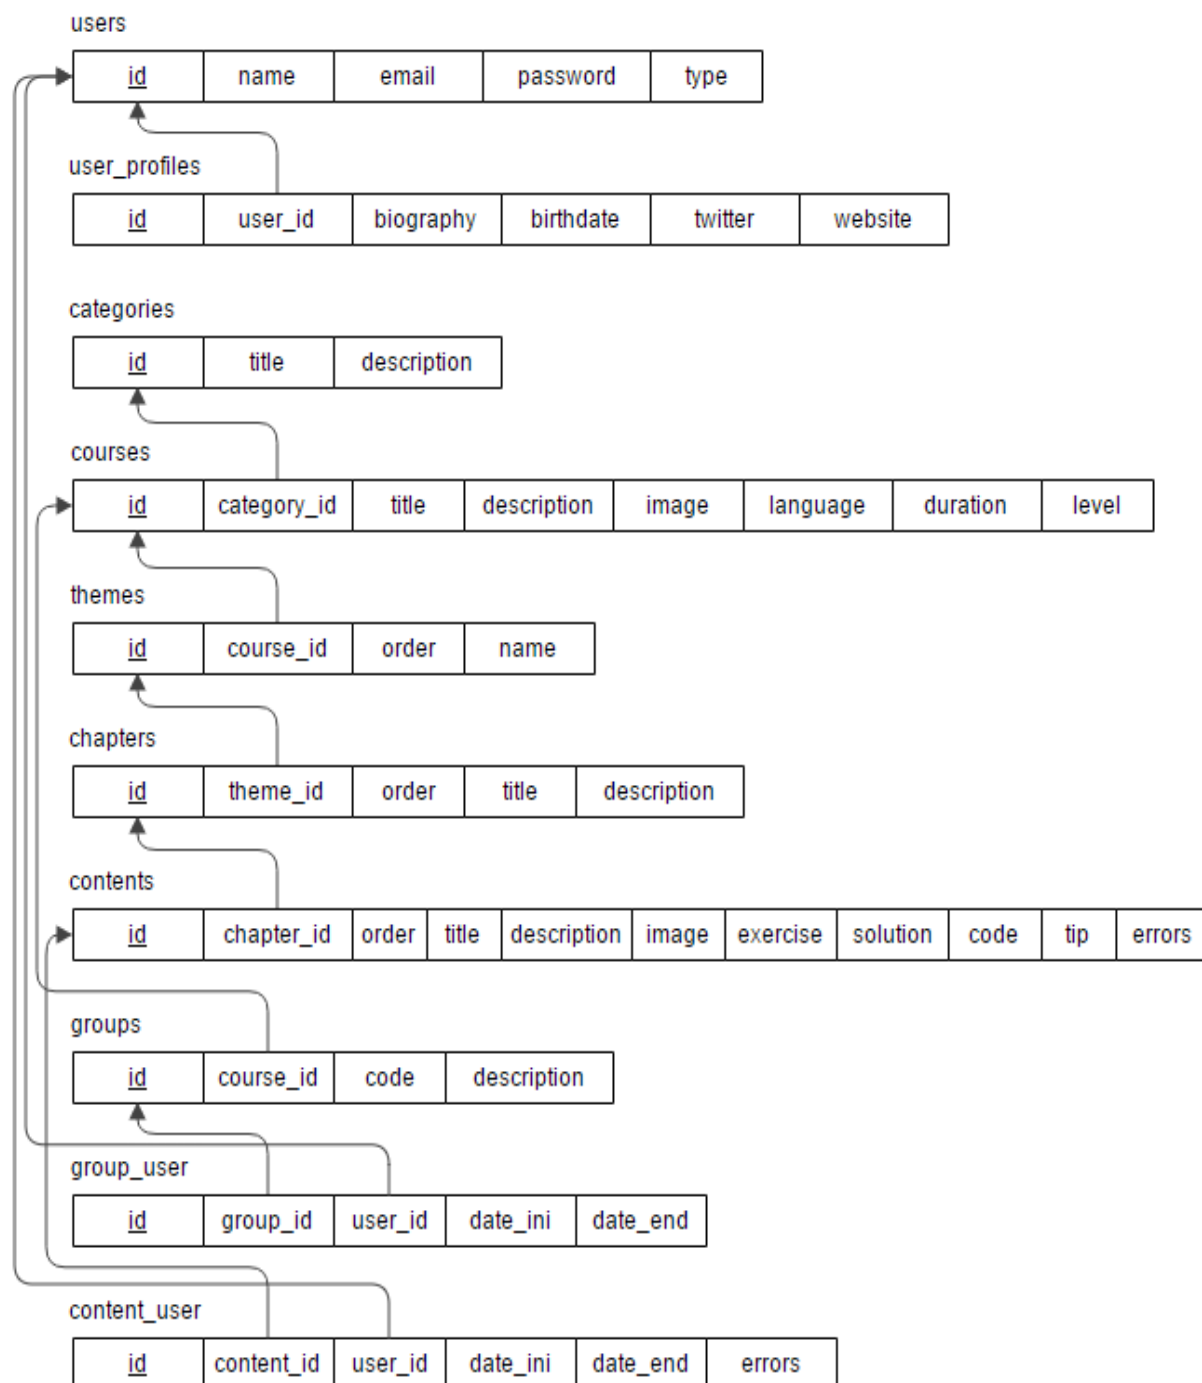 users
id name email password type
user_profiles
id user_id biography birthdate twitter website
categories
id title description
courses
id category_id title description image language duration level
themes
id course_id order name
chapters
id theme_id order title description
contents
id chapter_id order title description image exercise solution code tip errors
groups
id course_id code description
group_user
id group_id user_id date_ini date_end
content_user
id content_id user_id date_ini date_end errors